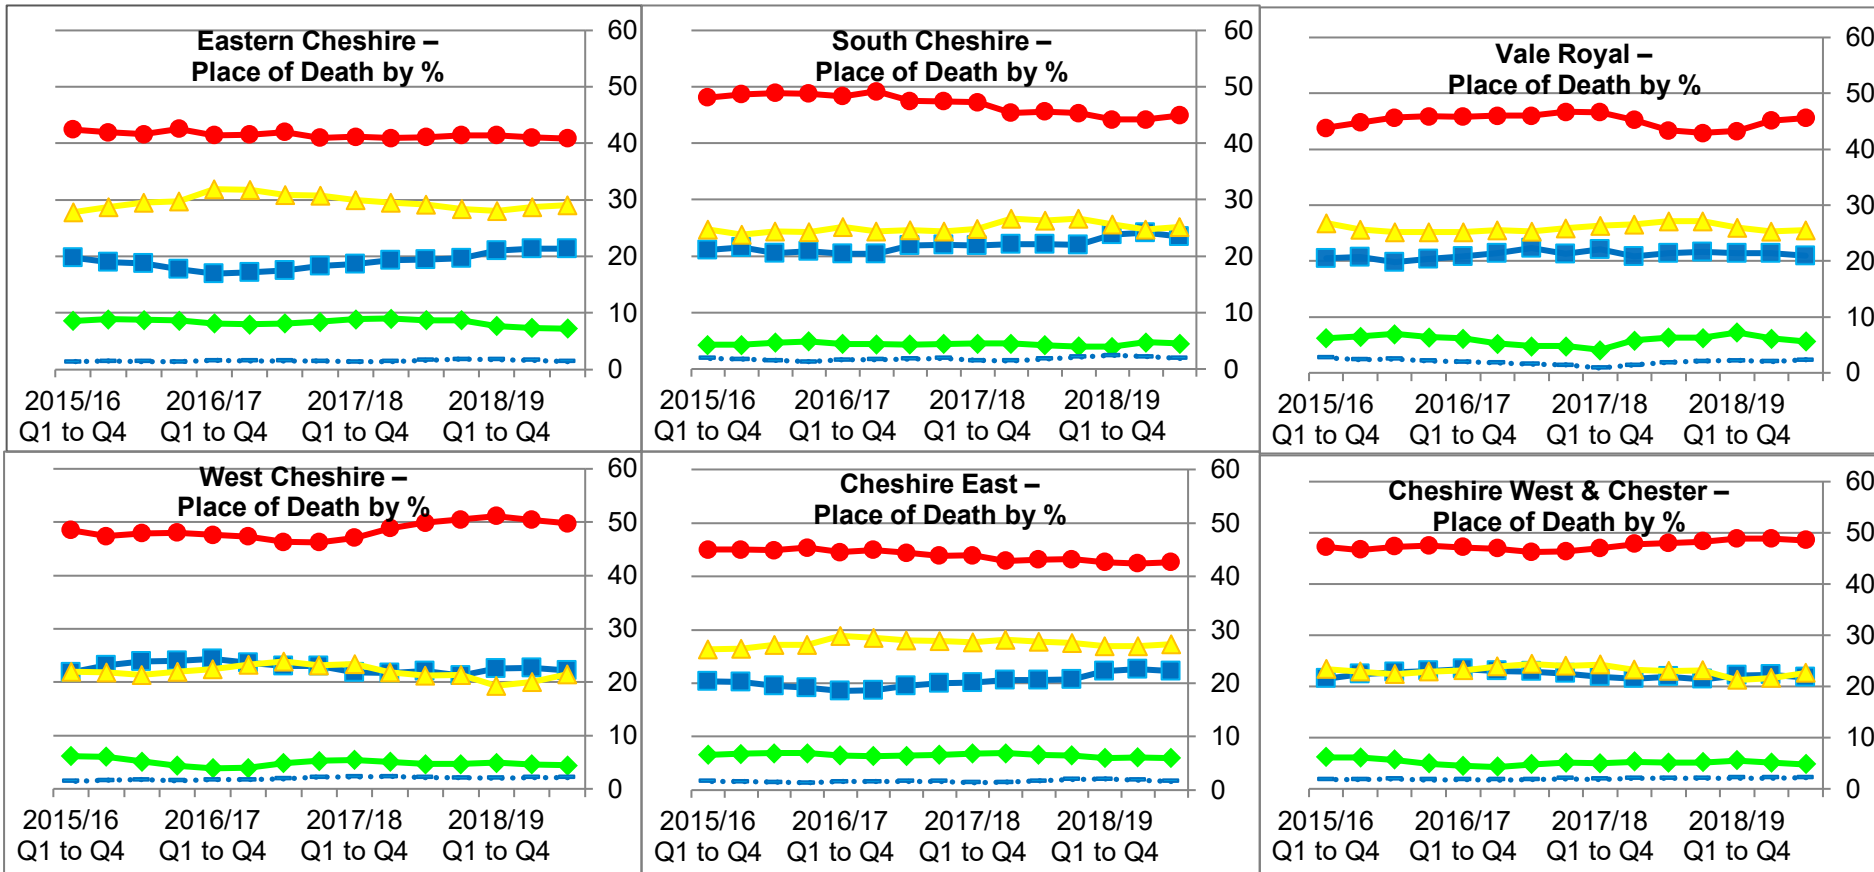 Eastern Cheshire –
Place of Death by %
60
50
40
30
20
10
0
2015/16 2016/17 2017/18 2018/19
Q1 to Q4 Q1 to Q4 Q1 to Q4 Q1 to Q4
South Cheshire –
Place of Death by %
60
50
40
30
20
10
0
2015/16 2016/17 2017/18 2018/19
Q1 to Q4 Q1 to Q4 Q1 to Q4 Q1 to Q4
Vale Royal –
Place of Death by %
60
50
40
30
20
10
0
2015/16 2016/17 2017/18 2018/19
Q1 to Q4 Q1 to Q4 Q1 to Q4 Q1 to Q4
West Cheshire –
Place of Death by %
60
50
40
30
20
10
0
2015/16 2016/17 2017/18 2018/19
Q1 to Q4 Q1 to Q4 Q1 to Q4 Q1 to Q4
Cheshire East –
Place of Death by %
60
50
40
30
20
10
0
2015/16 2016/17 2017/18 2018/19
Q1 to Q4 Q1 to Q4 Q1 to Q4 Q1 to Q4
Cheshire West & Chester –
Place of Death by %
60
50
40
30
20
10
0
2015/16 2016/17 2017/18 2018/19
Q1 to Q4 Q1 to Q4 Q1 to Q4 Q1 to Q4